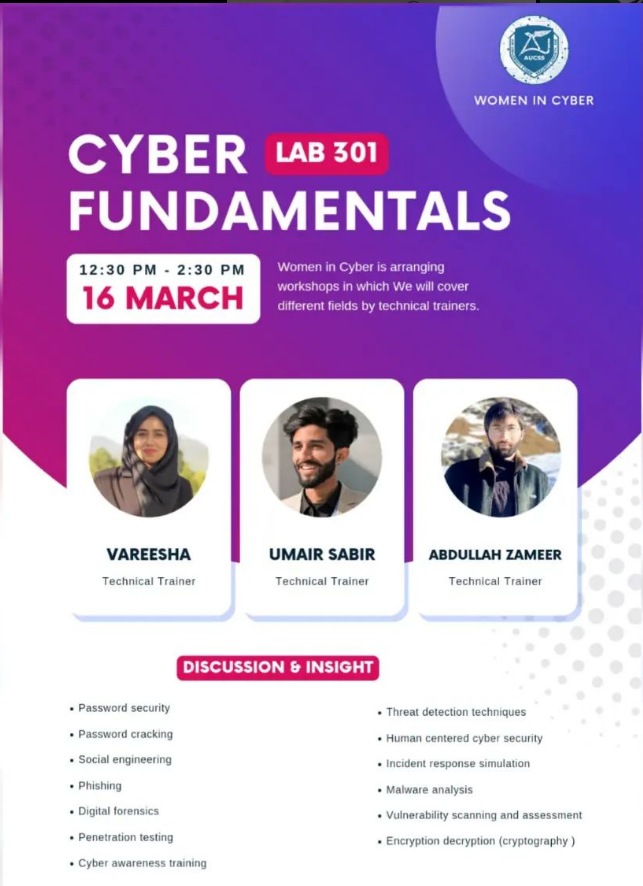 AUCSS
WOMEN IN CYBER
CYBER LAB 301
FUNDAMENTALS
12:30 PM - 2:30 PM
16 MARCH
Women in Cyber is arranging
workshops in which We will cover
different fields by technical trainers.
VAREESHA
Technical Trainer
UMAIR SABIR
Technical Trainer
ABDULLAH ZAMEER
Technical Trainer
DISCUSSION & INSIGHT
• Password security
• Password cracking
• Social engineering
• Phishing
• Digital forensics
• Penetration testing
• Cyber awareness training
• Threat detection techniques
• Human centered cyber security
• Incident response simulation
• Malware analysis
• Vulnerability scanning and assessment
• Encryption decryption (cryptography )